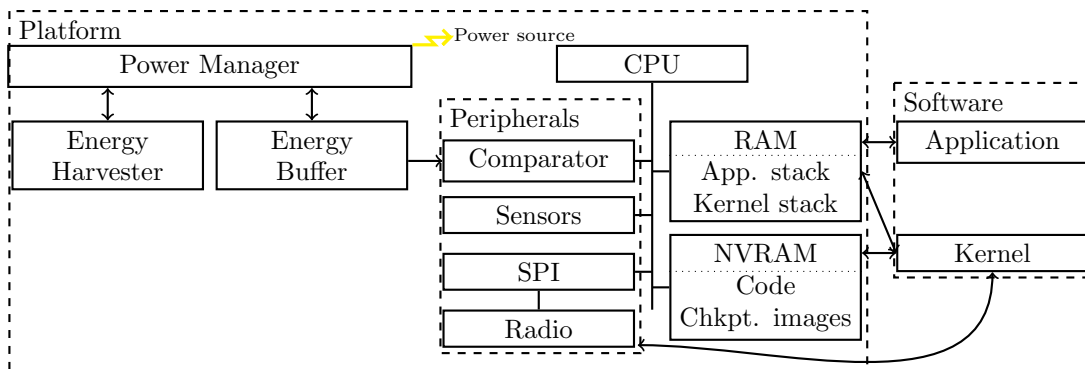 Platform
Power source
Power Manager
CPU
Energy
Harvester
Energy
Buffer
Peripherals
Comparator
Sensors
SPI
Radio
RAM
App. stack
Kernel stack
NVRAM
Code
Chkpt. images
Software
Application
Kernel